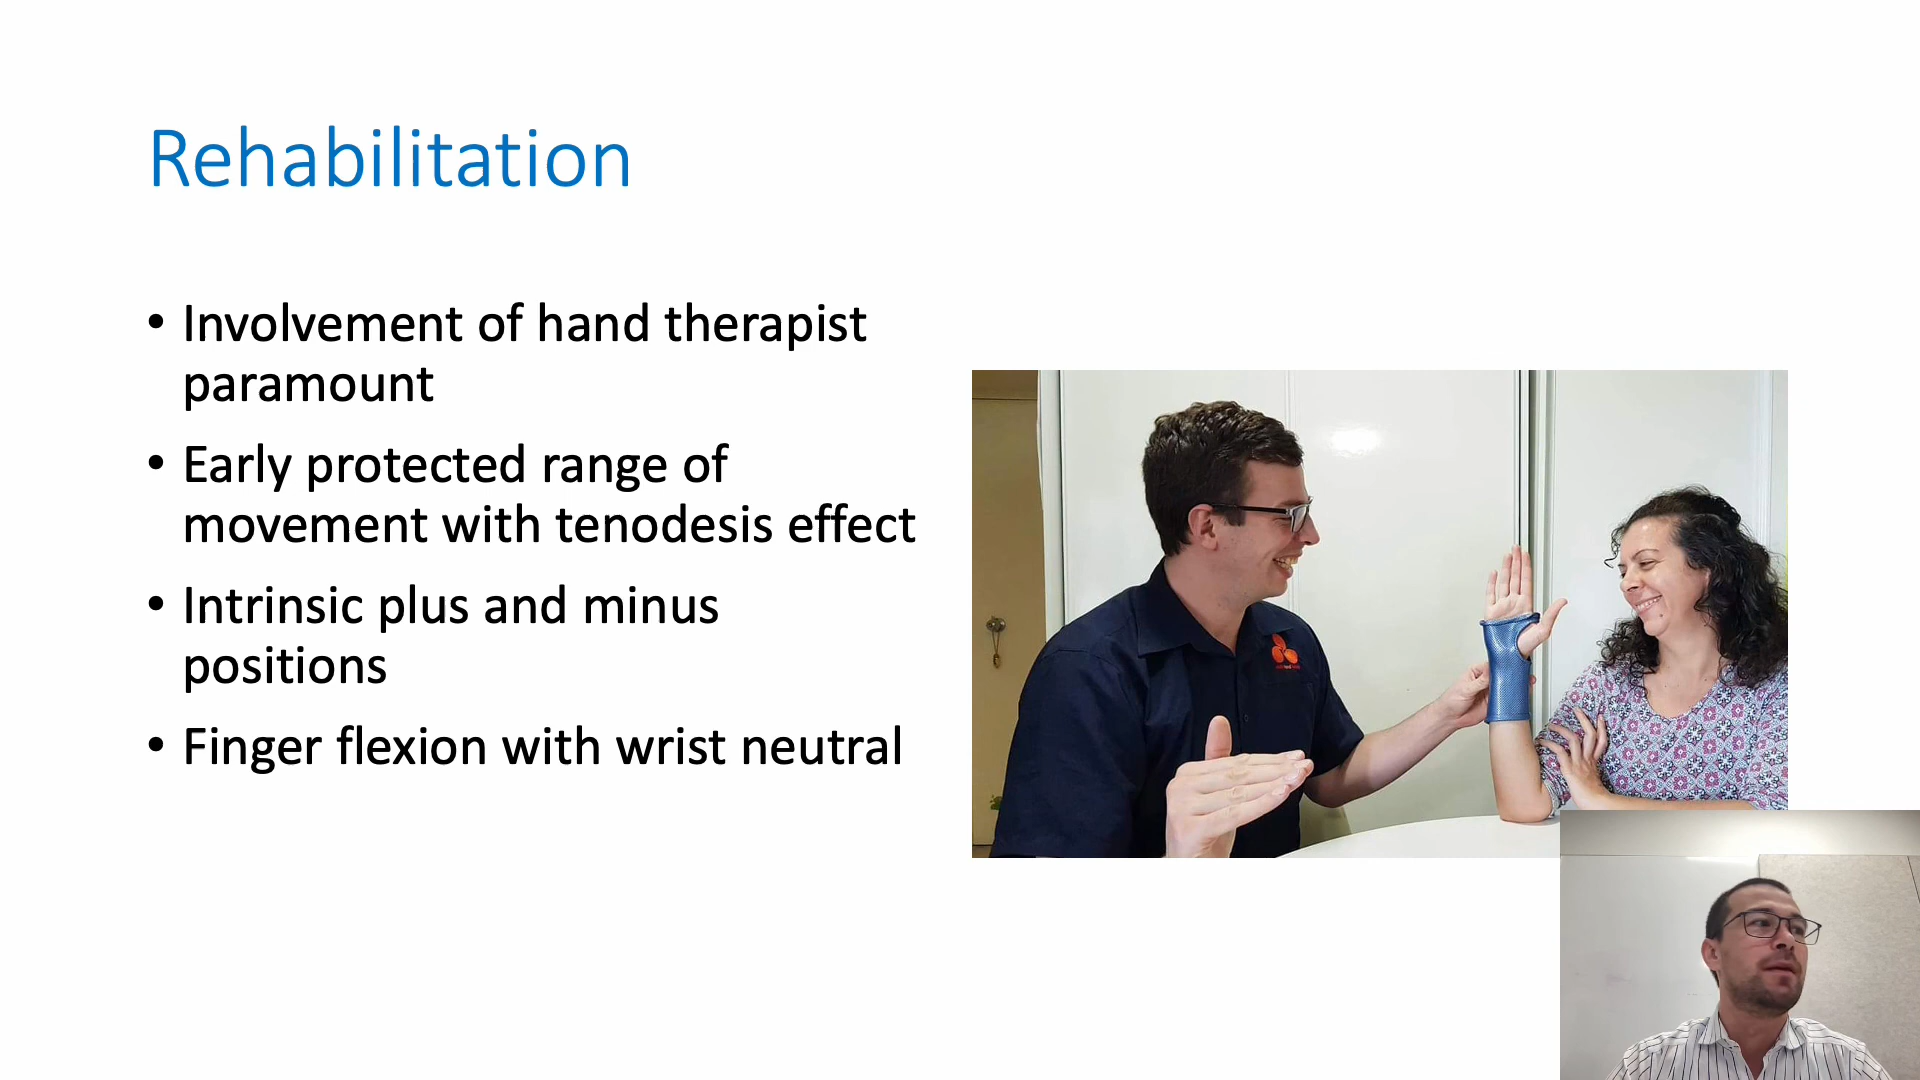 Rehabilitation
• Involvement of hand therapist
paramount
• Early protected range of
movement with tenodesis effect
• Intrinsic plus and minus
positions
• Finger flexion with wrist neutral